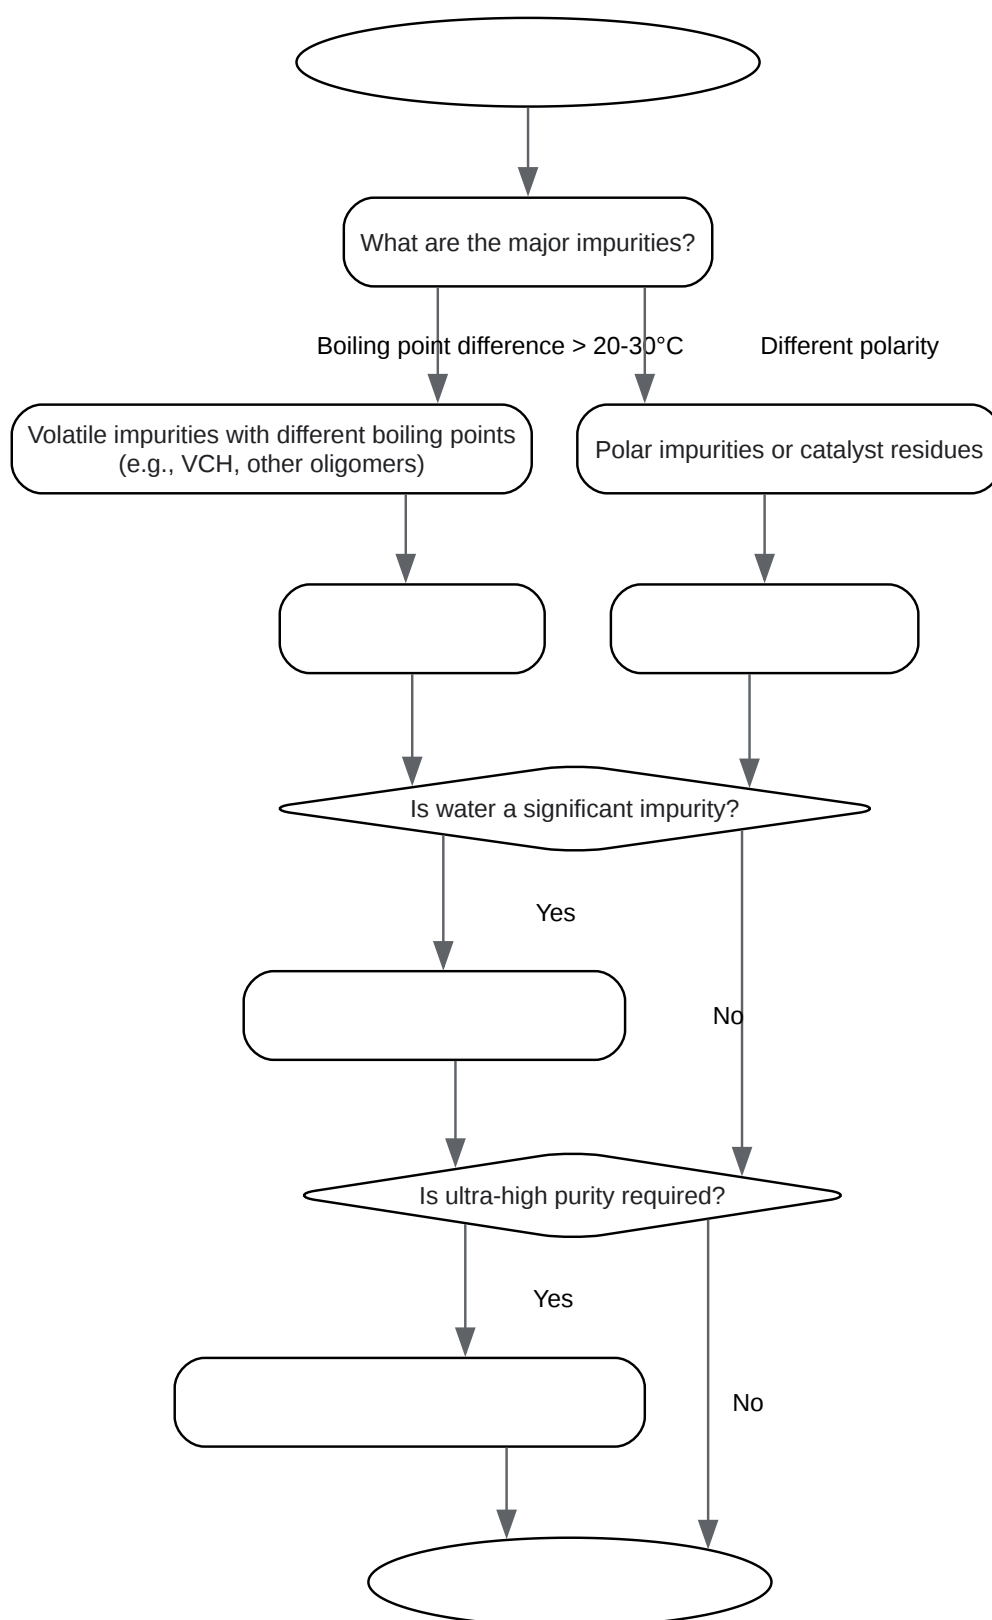 What are the major impurities?
Boiling point difference > 20-30°C
Different polarity
Volatile impurities with different boiling points
(e.g., VCH, other oligomers)
Polar impurities or catalyst residues
Is water a significant impurity?
Yes
No
Is ultra-high purity required?
Yes
No